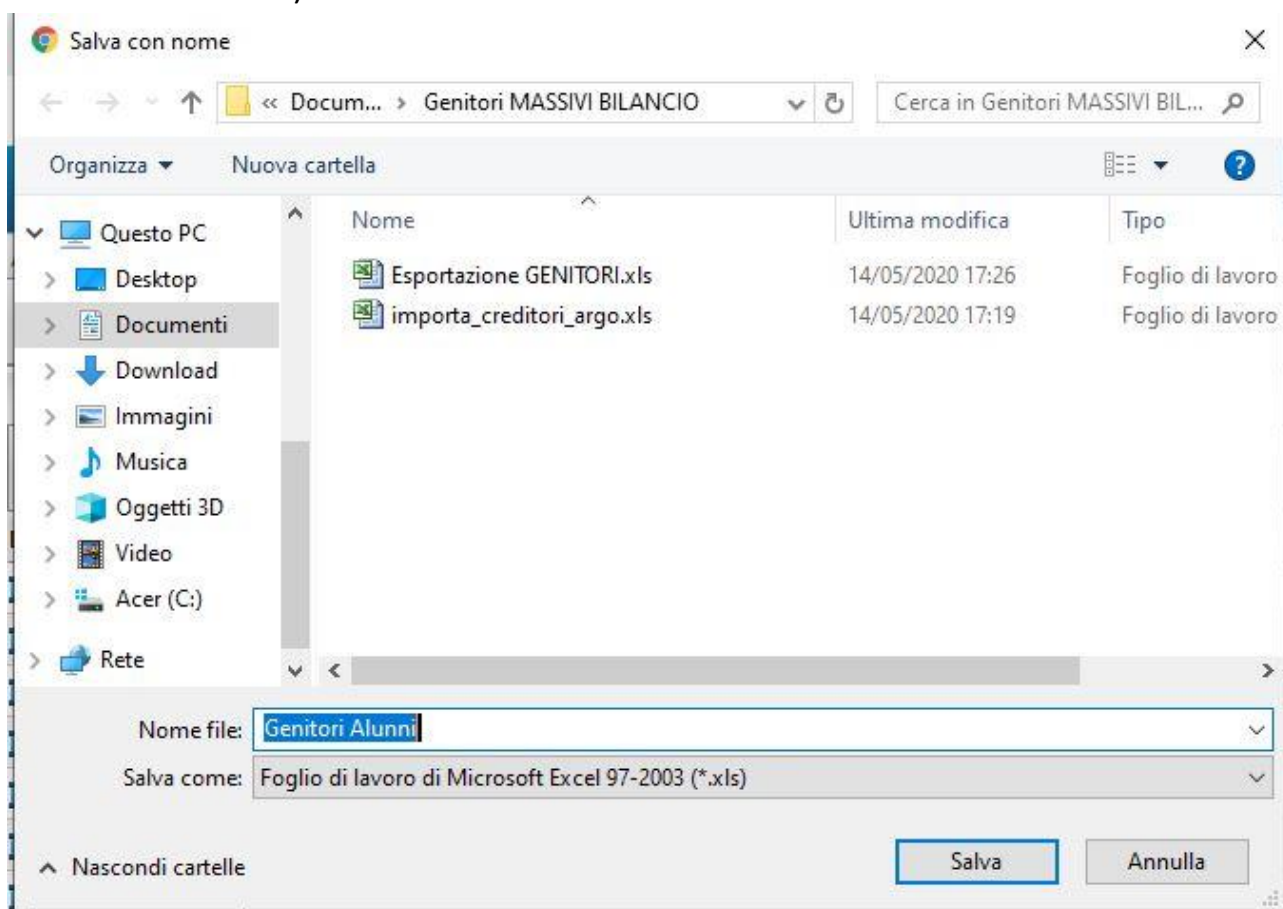 Salva con nome
« Docum... › Genitori MASSIVI BILANCIO
Cerca in Genitori MASSIVI BIL...
Organizza
Nuova cartella
Nome
Ultima modifica
Tipo
Questo PC
Desktop
Esportazione GENITORI.xls 14/05/2020 17:26 Foglio di lavoro
Documenti
importa_creditori_argo.xls 14/05/2020 17:19 Foglio di lavoro
Download
Immagini
Musica
Oggetti 3D
Video
Acer (C:)
Rete
Nome file: Genitori Alunni
Salva come: Foglio di lavoro di Microsoft Excel 97-2003 (*.xls)
Nascondi cartelle
Salva
Annulla